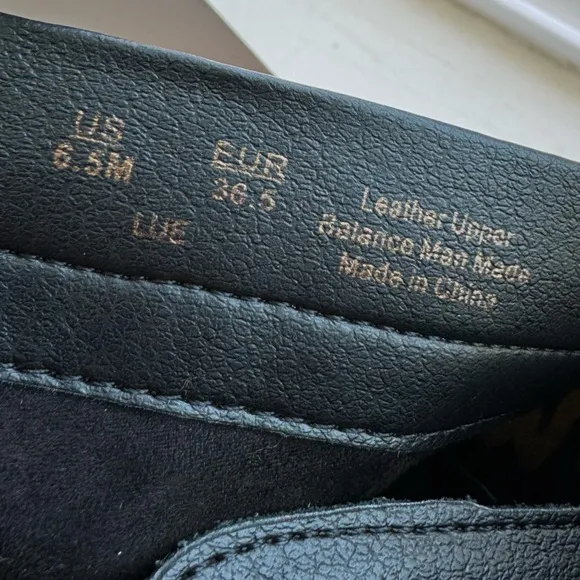 US
6.5M
EUR
36.5
LUE
Leather Upper
Balance Man Made
Made in China